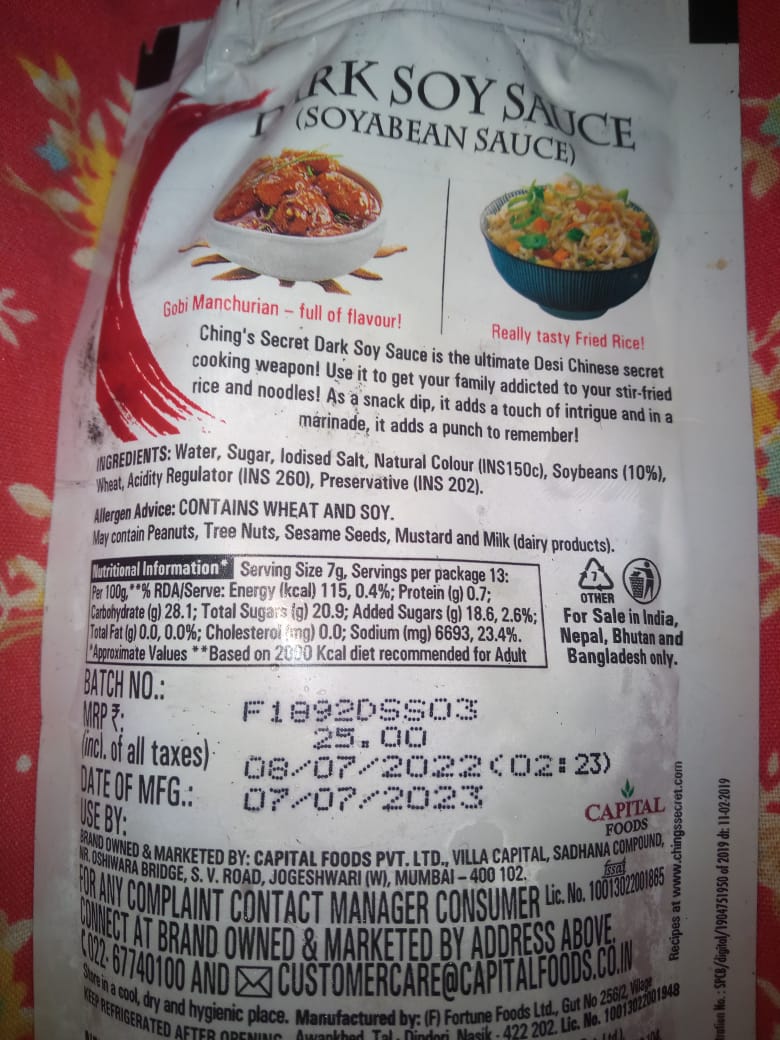 RK SOY SAUCE
(SOYABEAN SAUCE)
Gobi Manchurian – full of flavour!
Really tasty Fried Rice!
Ching's Secret Dark Soy Sauce is the ultimate Desi Chinese secret
cooking weapon! Use it to get your family addicted to your stir-fried
rice and noodles! As a snack dip, it adds a touch of intrigue and in a
marinade, it adds a punch to remember!
INGREDIENTS: Water, Sugar, Iodised Salt, Natural Colour (INS150c), Soybeans (10%),
Wheat, Acidity Regulator (INS 260), Preservative (INS 202).
Allergen Advice: CONTAINS WHEAT AND SOY.
May contain Peanuts, Tree Nuts, Sesame Seeds, Mustard and Milk (dairy products).
Nutritional Information* Serving Size 7g, Servings per package 13:
Per 100g,**% RDA/Serve: Energy (kcal) 115, 0.4%; Protein (g) 0.7;
Carbohydrate (g) 28.1; Total Sugars (g) 20.9; Added Sugars (g) 18.6, 2.6%;
Total Fat (g) 0.0, 0.0%; Cholesterol (mg) 0.0; Sodium (mg) 6693, 23.4%.
*Approximate Values **Based on 2000 Kcal diet recommended for Adult
7
OTHER
For Sale in India,
Nepal, Bhutan and
Bangladesh only.
BATCH NO.:
F1892DSS03
MRP ₹:
25.00
(incl. of all taxes)
08/07/2022(02:23)
DATE OF MFG.:
07/07/2023
USE BY:
CAPITAL
FOODS
BRAND OWNED & MARKETED BY: CAPITAL FOODS PVT. LTD., VILLA CAPITAL, SADHANA COMPOUND,
NR. OSHIWARA BRIDGE, S. V. ROAD, JOGESHWARI (W), MUMBAI – 400 102.
fssai
Lic. No. 10013022001865
FOR ANY COMPLAINT CONTACT MANAGER CONSUMER
CONNECT AT BRAND OWNED & MARKETED BY ADDRESS ABOVE,
022-67740100 AND CUSTOMERCARE@CAPITALFOODS.CO.IN
Store in a cool, dry and hygienic place. Manufactured by: (F) Fortune Foods Ltd., Gut No 256/2, Village
KEEP REFRIGERATED AFTER OPENING Awankhed, Tal - Dindori, Nasik - 422 202. Lic. No. 10013022001948
Recipes at www.chingssecret.com
No. : SPCB/digital/1904751950 of 2019 dt: 11-02-2019